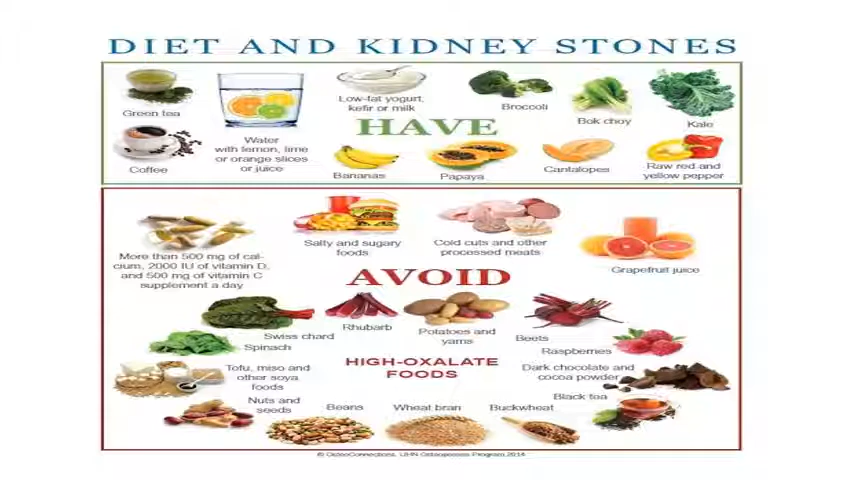 DIET AND KIDNEY STONES
Green tea
Low-fat yogurt,
kefir or milk
Broccoli
Bok choy
Kale
HAVE
Coffee
Water
with lemon, lime
or orange slices
or juice
Bananas
Papaya
Cantalopes
Raw red and
yellow pepper
More than 500 mg of cal-
cium, 2000 IU of vitamin D,
and 500 mg of vitamin C
supplement a day
Salty and sugary
foods
Cold cuts and other
processed meats
Grapefruit juice
AVOID
Swiss chard
Rhubarb
Potatoes and
yams
Beets
Spinach
Raspberries
HIGH-OXALATE
FOODS
Tofu, miso and
other soya
foods
Dark chocolate and
cocoa powder
Black tea
Nuts and
seeds
Beans
Wheat bran
Buckwheat
© OsteoConnections, UHN Osteoporosis Program 2014